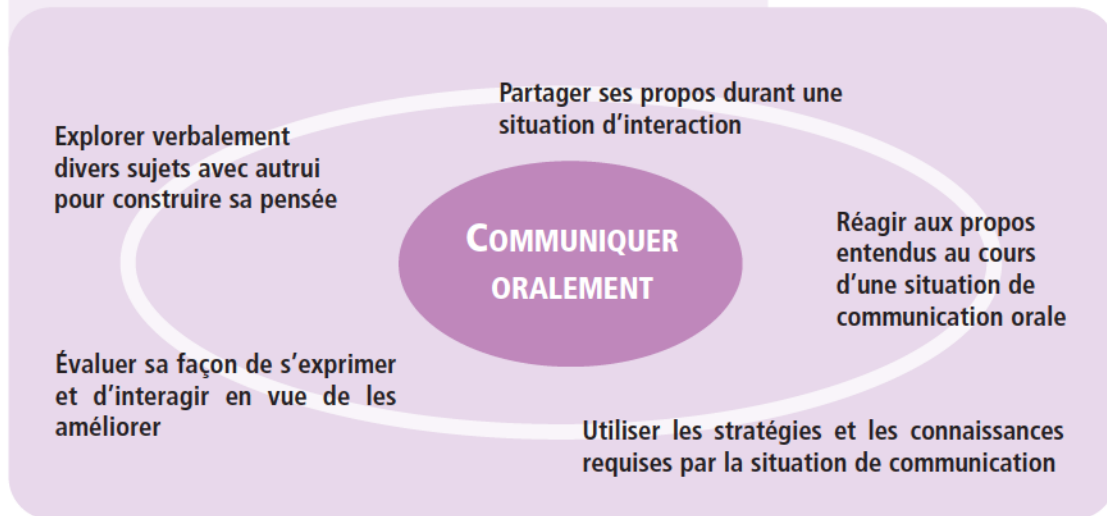 Partager ses propos durant une
situation d’interaction
Explorer verbalement
divers sujets avec autrui
pour construire sa pensée
COMMUNIQUER
ORALEMENT
Réagir aux propos
entendus au cours
d’une situation de
communication orale
Évaluer sa façon de s’exprimer
et d’interagir en vue de les
améliorer
Utiliser les stratégies et les connaissances
requises par la situation de communication